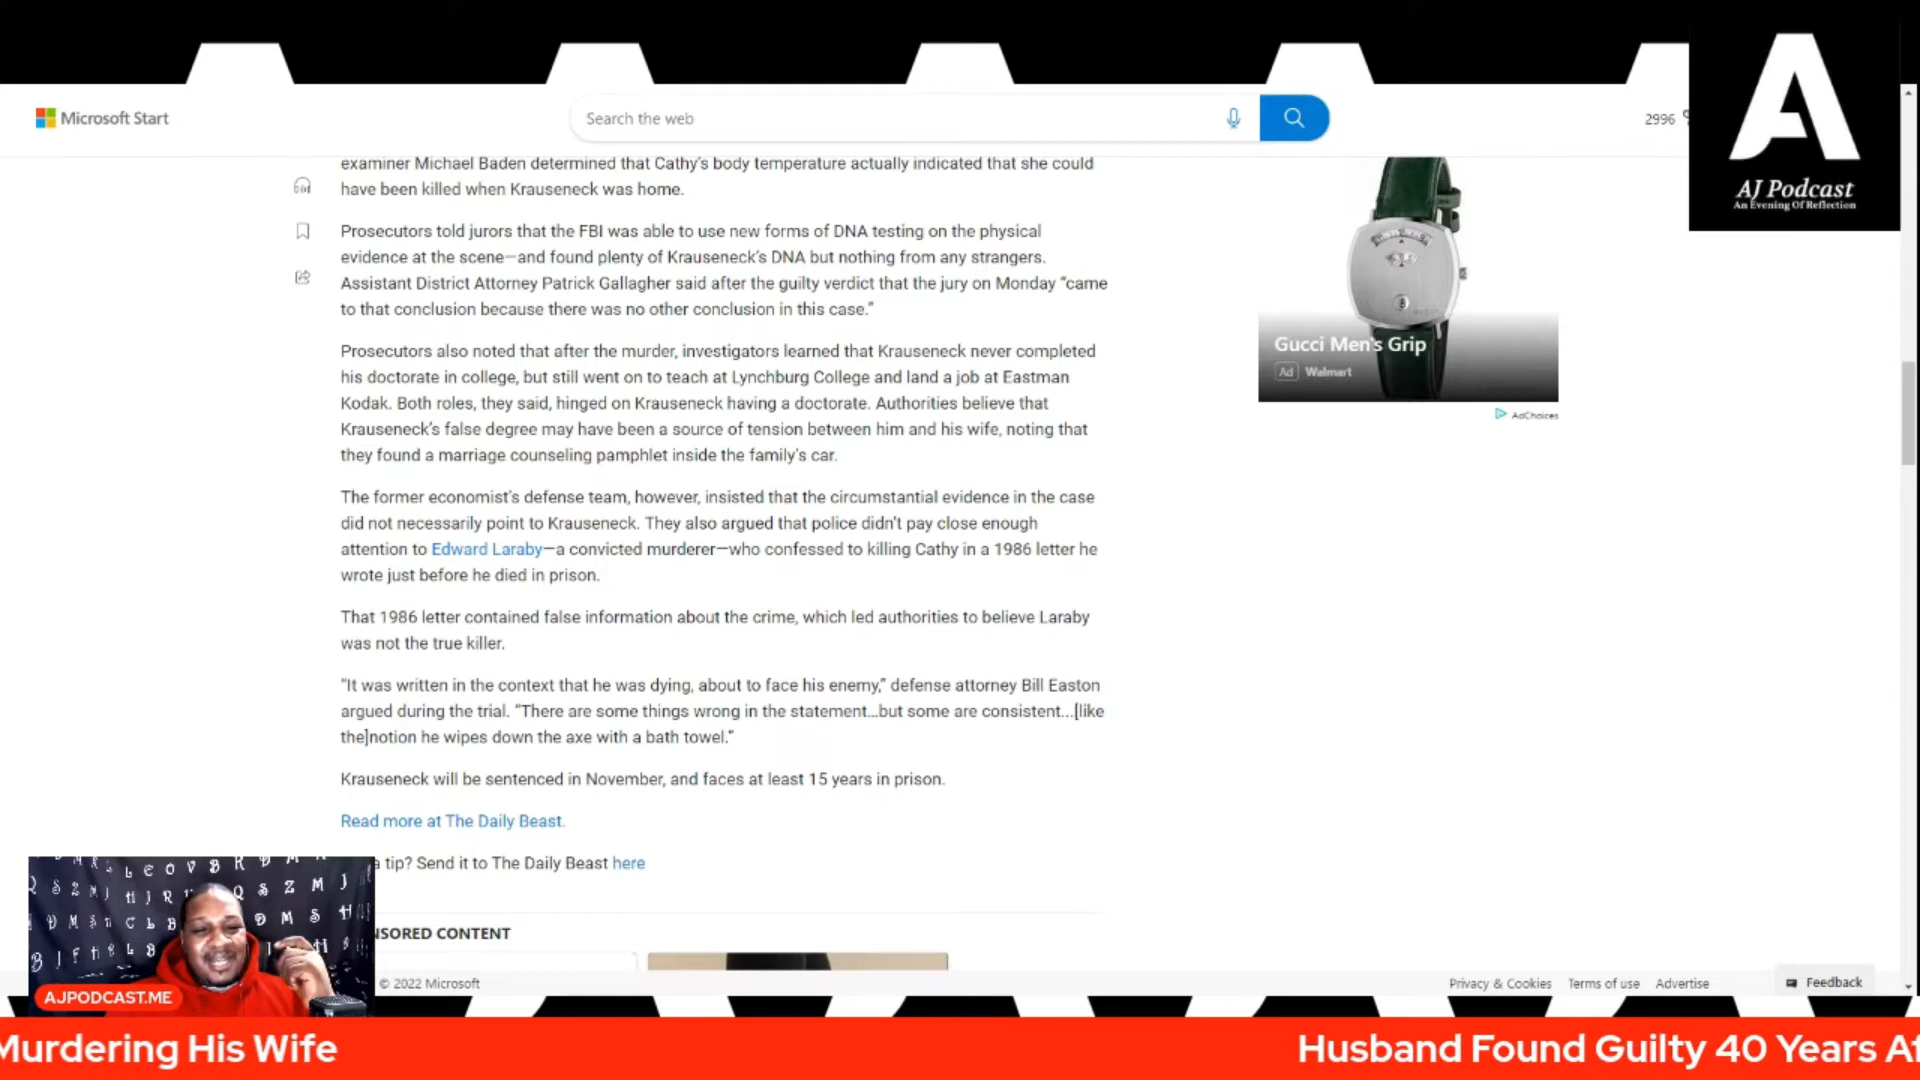 Microsoft Start
Search the web
2996
A
AJ Podcast
An Evening Of Reflection
examiner Michael Baden determined that Cathy’s body temperature actually indicated that she could
have been killed when Krauseneck was home.
Prosecutors told jurors that the FBI was able to use new forms of DNA testing on the physical
evidence at the scene—and found plenty of Krauseneck’s DNA but nothing from any strangers.
Assistant District Attorney Patrick Gallagher said after the guilty verdict that the jury on Monday “came
to that conclusion because there was no other conclusion in this case.”
Prosecutors also noted that after the murder, investigators learned that Krauseneck never completed
his doctorate in college, but still went on to teach at Lynchburg College and land a job at Eastman
Kodak. Both roles, they said, hinged on Krauseneck having a doctorate. Authorities believe that
Krauseneck’s false degree may have been a source of tension between him and his wife, noting that
they found a marriage counseling pamphlet inside the family’s car.
The former economist’s defense team, however, insisted that the circumstantial evidence in the case
did not necessarily point to Krauseneck. They also argued that police didn’t pay close enough
attention to Edward Laraby—a convicted murderer—who confessed to killing Cathy in a 1986 letter he
wrote just before he died in prison.
That 1986 letter contained false information about the crime, which led authorities to believe Laraby
was not the true killer.
“It was written in the context that he was dying, about to face his enemy,” defense attorney Bill Easton
argued during the trial. “There are some things wrong in the statement…but some are consistent…[like
the]notion he wipes down the axe with a bath towel.”
Krauseneck will be sentenced in November, and faces at least 15 years in prison.
Read more at The Daily Beast.
a tip? Send it to The Daily Beast here
NSORED CONTENT
Gucci Men's Grip
Ad Walmart
AdChoices
AJPODCAST.ME
© 2022 Microsoft
Privacy & Cookies Terms of use Advertise Feedback
Murdering His Wife
Husband Found Guilty 40 Years Af